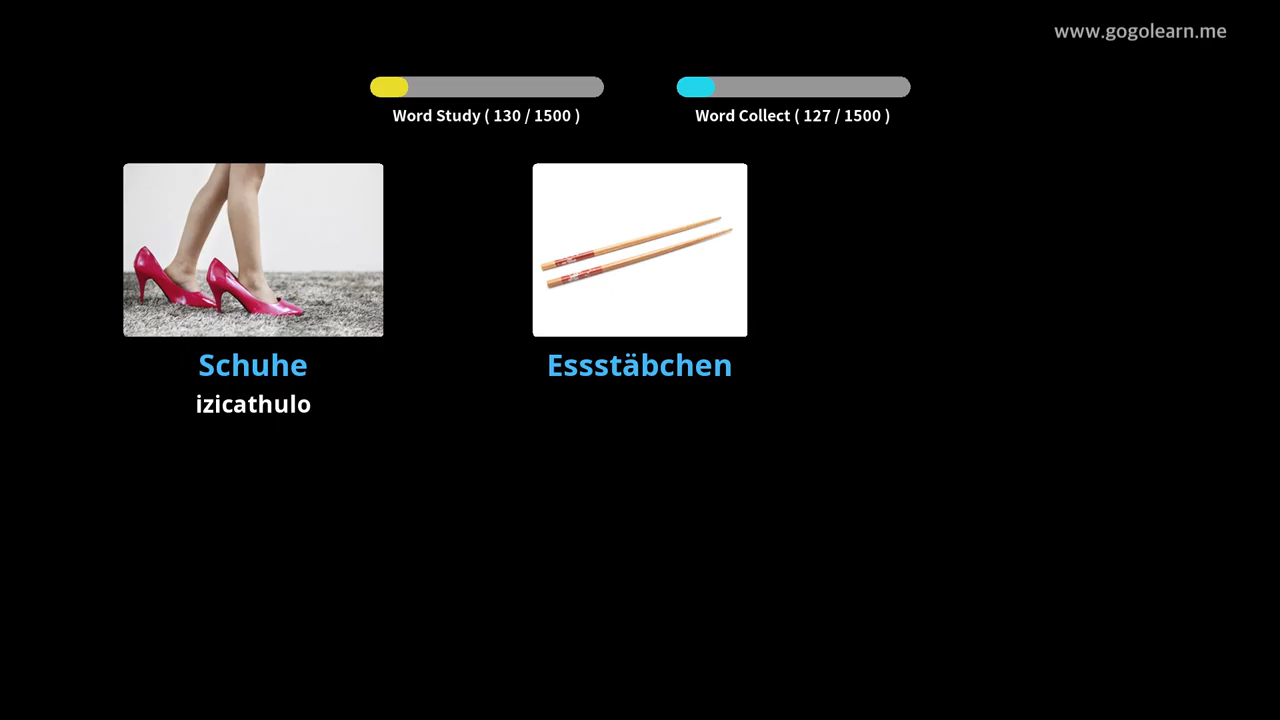 www.gogolearn.me
Word Study ( 130 / 1500 )
Word Collect ( 127 / 1500 )
Schuhe
izicathulo
Essstäbchen